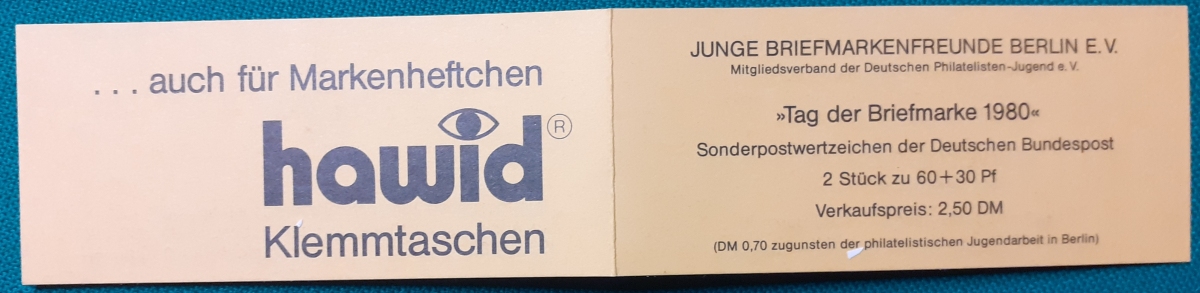 ... auch für Markenheftchen
hawid ®
Klemmtaschen
JUNGE BRIEFMARKENFREUNDE BERLIN E.V.
Mitgliedsverband der Deutschen Philatelisten-Jugend e.V.
»Tag der Briefmarke 1980«
Sonderpostwertzeichen der Deutschen Bundespost
2 Stück zu 60+30 Pf
Verkaufspreis: 2,50 DM
(DM 0,70 zugunsten der philatelistischen Jugendarbeit in Berlin)